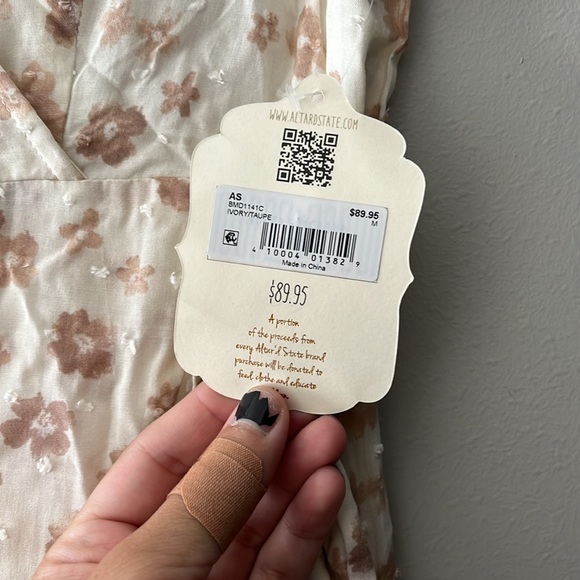 WWW.ALTARDSTATE.COM
AS
BMD1141C
IVORY/TAUPE
$89.95
M
4 10004 01382 9
Made in China
$89.95
A portion
of the proceeds from
every Altar'd State brand
purchase will be donated to
feed, clothe and educate